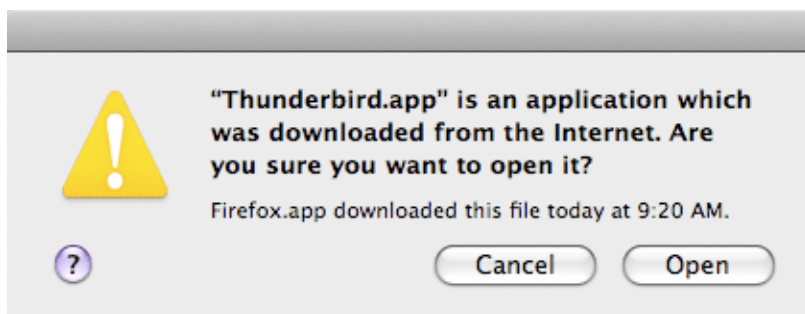 “Thunderbird.app" is an application which
was downloaded from the Internet. Are
you sure you want to open it?
Firefox.app downloaded this file today at 9:20 AM.
?
Cancel
Open